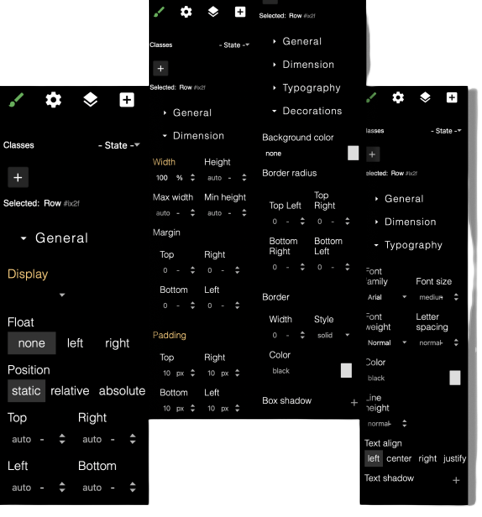 Classes
- State -
+
Selected: Row #ix2f
General
Display
Float
none left right
Position
static relative absolute
Top Right
auto - auto -
Left Bottom
auto - auto -
Classes
- State -
+
Selected: Row #ix2f
General
Dimension
Width Height
100 % auto -
Max width Min height
auto - auto -
Margin
Top Right
0 - 0 -
Bottom Left
0 - 0 -
Padding
Top Right
10 px 10 px
Bottom Left
10 px 10 px
Selected: Row #ix2f
General
Dimension
Typography
Decorations
Background color
none
Border radius
Top Left Top
Right
0 - 0 -
Bottom
Right
Bottom
Left
0 - 0 -
Border
Width Style
0 - solid
Color
black
Box shadow +
lasses
- State -
+
elected: Row #ix2f
General
Dimension
Typography
Font
family
Font size
Arial medium
Font
weight
Letter
spacing
Normal normal-
Color
black
Line
height
normal-
Text align
left center right justify
Text shadow +